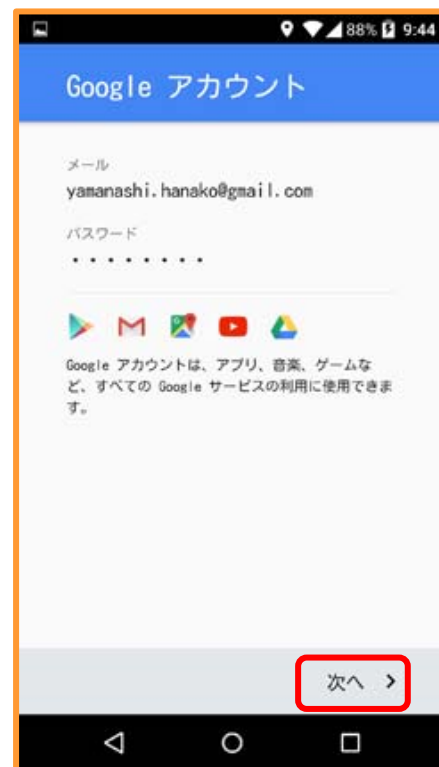 88% 9:44
Google アカウント
メール
yamanashi.hanako@gmail.com
パスワード
・・・・・・・・
Google アカウントは、アプリ、音楽、ゲームな
ど、すべての Google サービスの利用に使用できま
す。
次へ